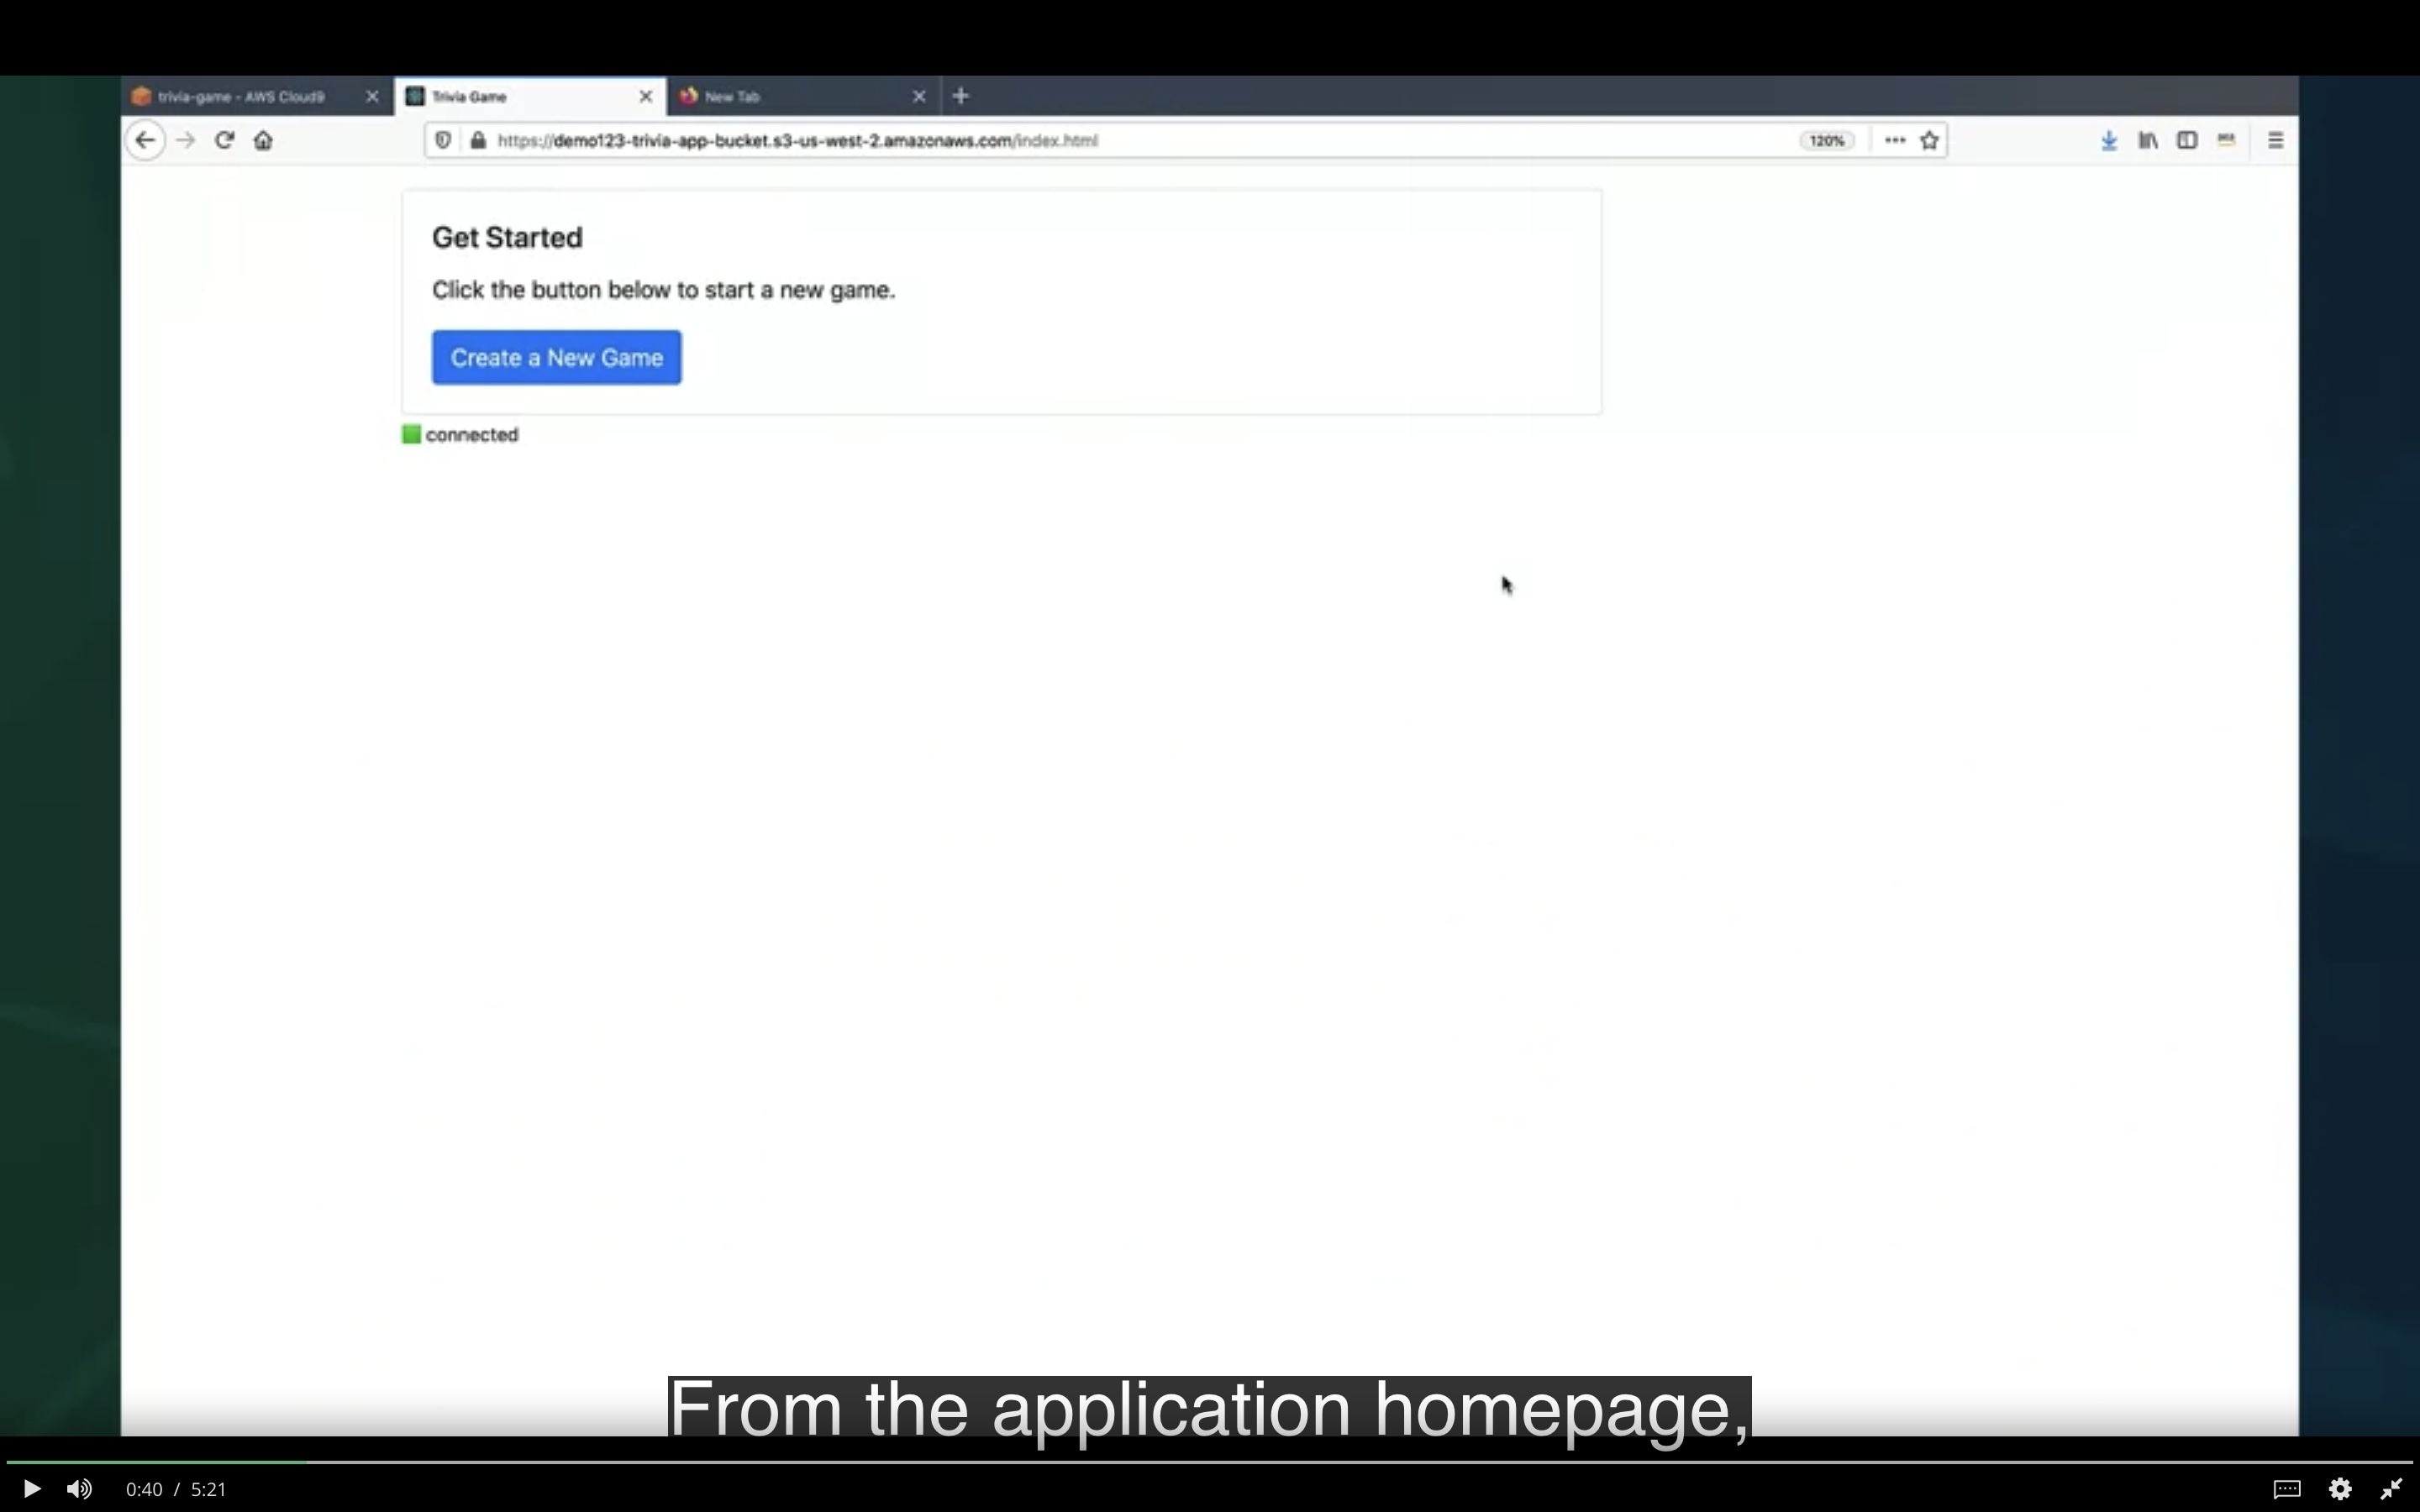 trivia-game - AWS Cloud9
Trivia Game
New Tab
https://demo123-trivia-app-bucket.s3-us-west-2.amazonaws.com/index.html
120%
Get Started
Click the button below to start a new game.
Create a New Game
connected
From the application homepage,
0:40 / 5:21